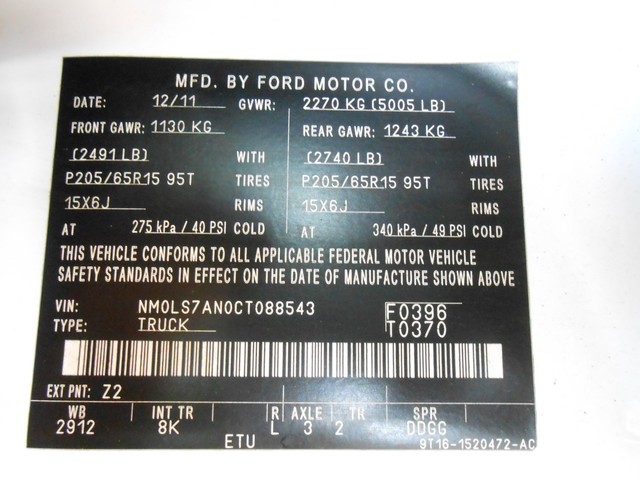 MFD. BY FORD MOTOR CO.
DATE: 12/11 GVWR: 2270 KG (5005 LB)
FRONT GAWR: 1130 KG REAR GAWR: 1243 KG
(2491 LB) WITH (2740 LB) WITH
P205/65R15 95T TIRES P205/65R15 95T TIRES
15X6J RIMS 15X6J RIMS
AT 275 kPa / 40 PSI COLD AT 340 kPa / 49 PSI COLD
THIS VEHICLE CONFORMS TO ALL APPLICABLE FEDERAL MOTOR VEHICLE
SAFETY STANDARDS IN EFFECT ON THE DATE OF MANUFACTURE SHOWN ABOVE
VIN: NM0LS7AN0CT088543 F0396
TYPE: TRUCK T0370
EXT PNT: Z2
WB INT TR R AXLE TR SPR
2912 8K L 3 2 DDGG
ETU 9T16-1520472-AC